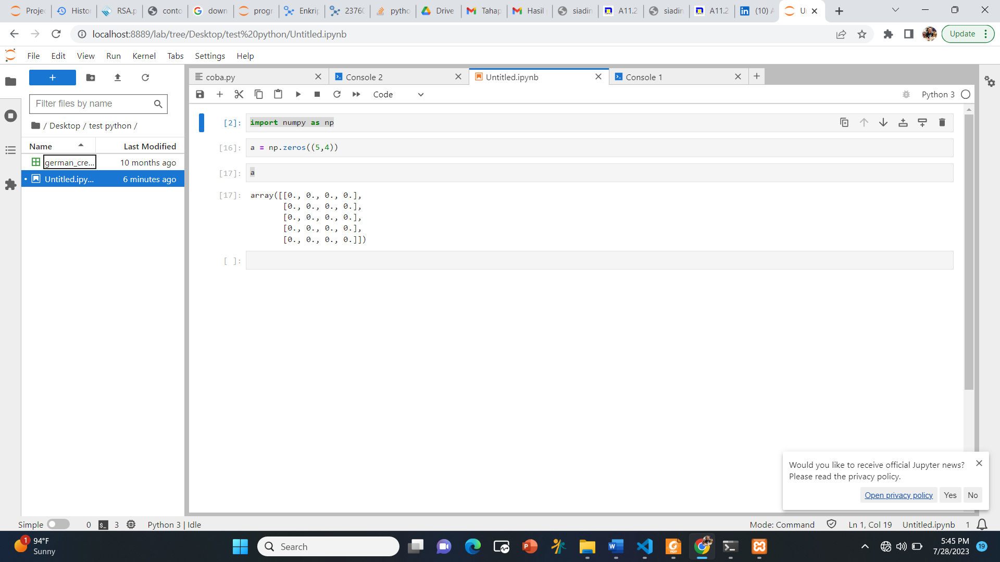 Projec
Histor
RSA.p
conto
down
progr
Enkrip
23760
pytho
Drive
Tahap
Hasil
siadin
A11.2
siadin
A11.2
(10) A
localhost:8889/lab/tree/Desktop/test%20python/Untitled.ipynb
Update
File Edit View Run Kernel Tabs Settings Help
coba.py
Console 2
Untitled.ipynb
Console 1
Filter files by name
/ Desktop / test python /
Name Last Modified
german_cre... 10 months ago
Untitled.ipy... 6 minutes ago
Code
Python 3
[2]: import numpy as np
[16]: a = np.zeros((5,4))
[17]: a
[17]: array([[0., 0., 0., 0.],
[0., 0., 0., 0.],
[0., 0., 0., 0.],
[0., 0., 0., 0.],
[0., 0., 0., 0.]])
[ ]:
Would you like to receive official Jupyter news?
Please read the privacy policy.
Open privacy policy Yes No
Simple 0 3 Python 3 | Idle
Mode: Command Ln 1, Col 19 Untitled.ipynb 1
1
94°F
Sunny
Search
5:45 PM
7/28/2023
19